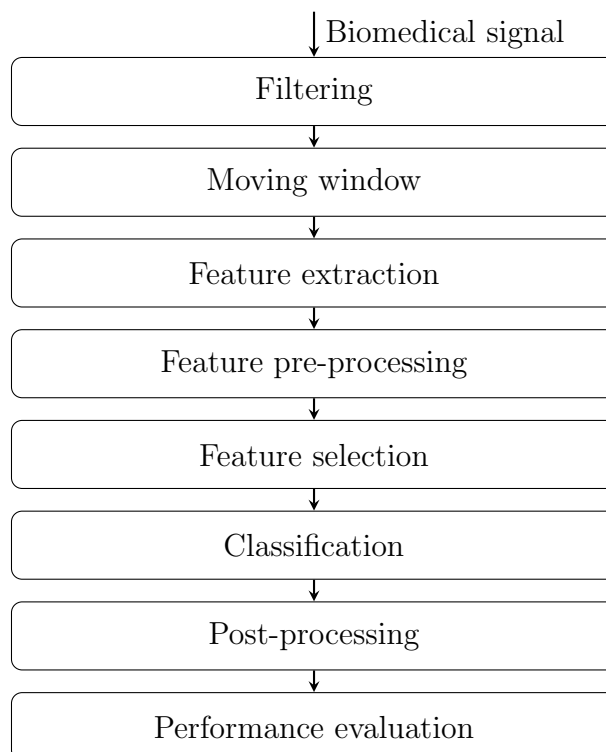 Biomedical signal
Filtering
Moving window
Feature extraction
Feature pre-processing
Feature selection
Classification
Post-processing
Performance evaluation